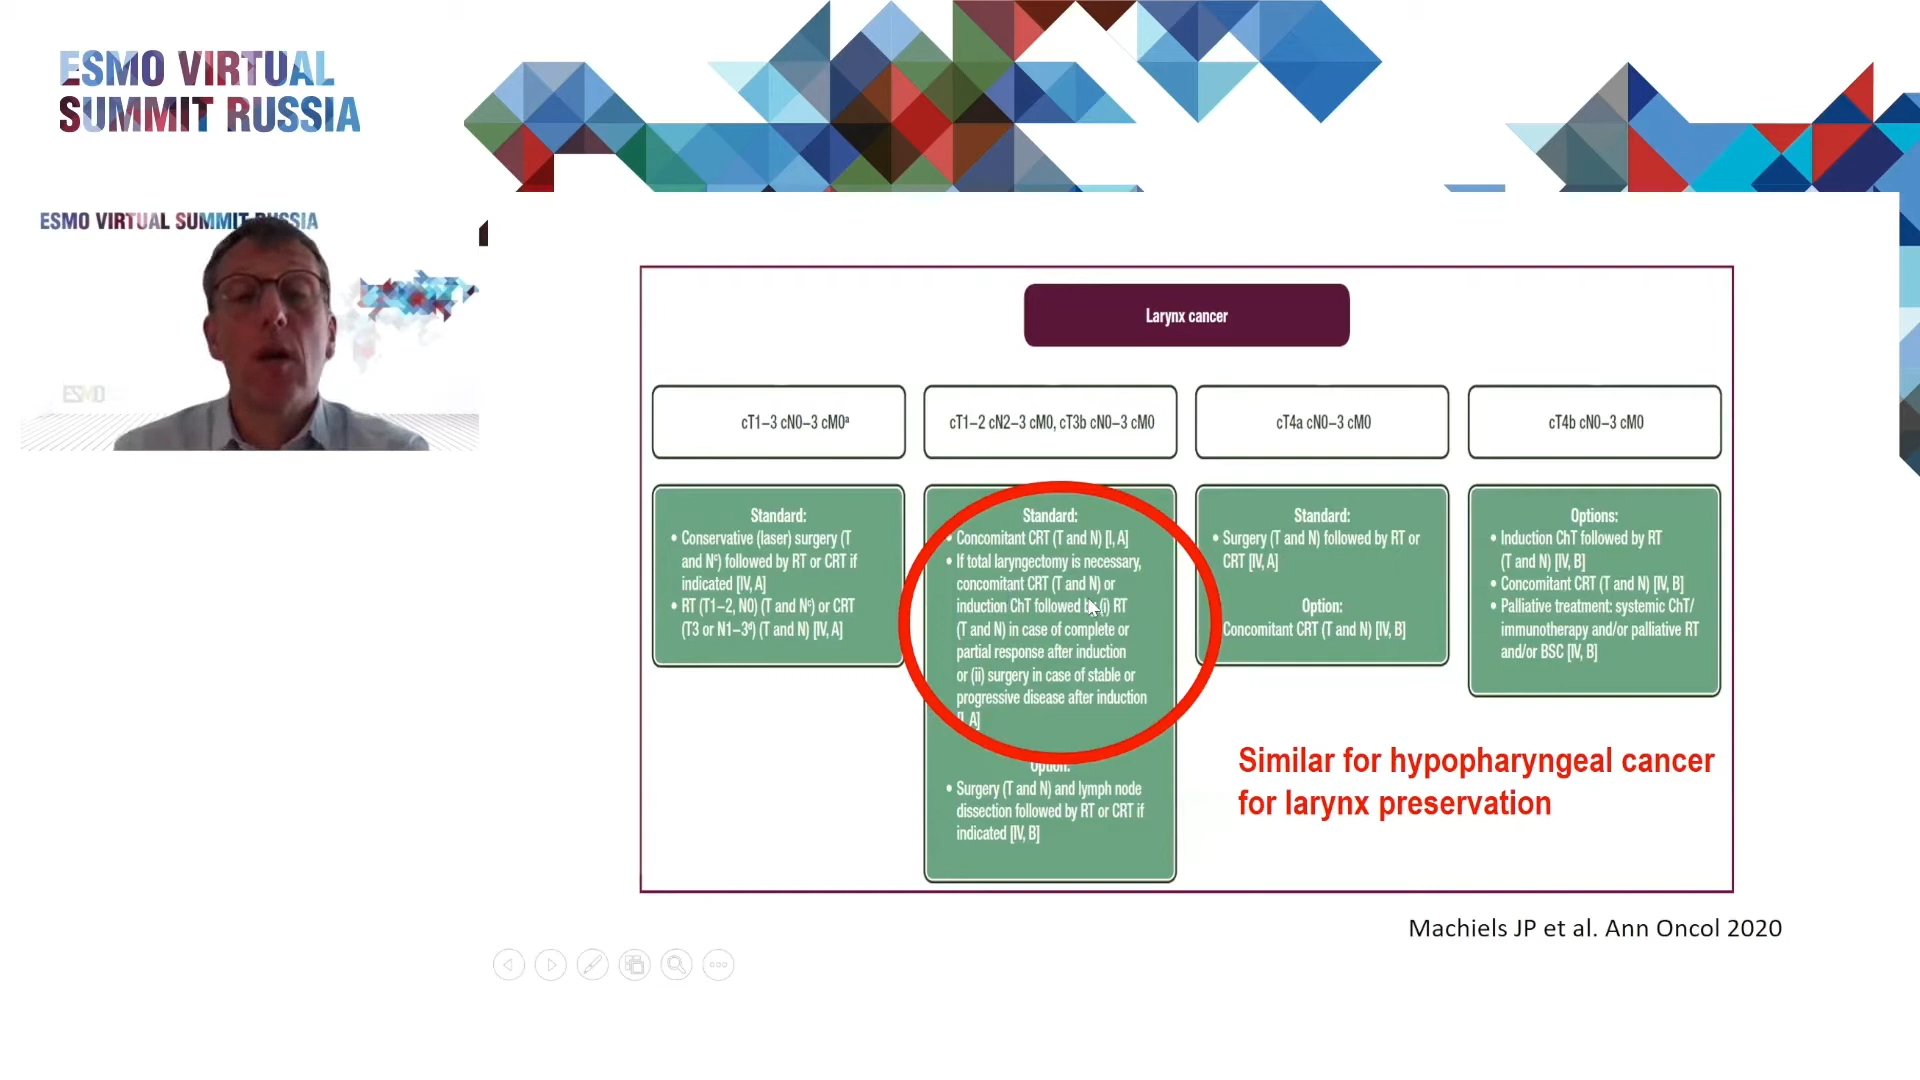 ESMO VIRTUAL
SUMMIT RUSSIA
ESMO VIRTUAL SUMMIT RUSSIA
ESMO
Larynx cancer
cT1–3 cN0–3 cM0ᵃ
Standard:
• Conservative (laser) surgery (T
and Nᶜ) followed by RT or CRT if
indicated [IV, A]
• RT (T1–2, N0) (T and Nᶜ) or CRT
(T3 or N1–3ᵈ) (T and N) [IV, A]
cT1–2 cN2–3 cM0, cT3b cN0–3 cM0
Standard:
• Concomitant CRT (T and N) [I, A]
• If total laryngectomy is necessary,
concomitant CRT (T and N) or
induction ChT followed by (i) RT
(T and N) in case of complete or
partial response after induction
or (ii) surgery in case of stable or
progressive disease after induction
[I, A]
Option:
• Surgery (T and N) and lymph node
dissection followed by RT or CRT if
indicated [IV, B]
cT4a cN0–3 cM0
Standard:
• Surgery (T and N) followed by RT or
CRT [IV, A]
Option:
Concomitant CRT (T and N) [IV, B]
cT4b cN0–3 cM0
Options:
• Induction ChT followed by RT
(T and N) [IV, B]
• Concomitant CRT (T and N) [IV, B]
• Palliative treatment: systemic ChT/
immunotherapy and/or palliative RT
and/or BSC [IV, B]
Similar for hypopharyngeal cancer
for larynx preservation
Machiels JP et al. Ann Oncol 2020